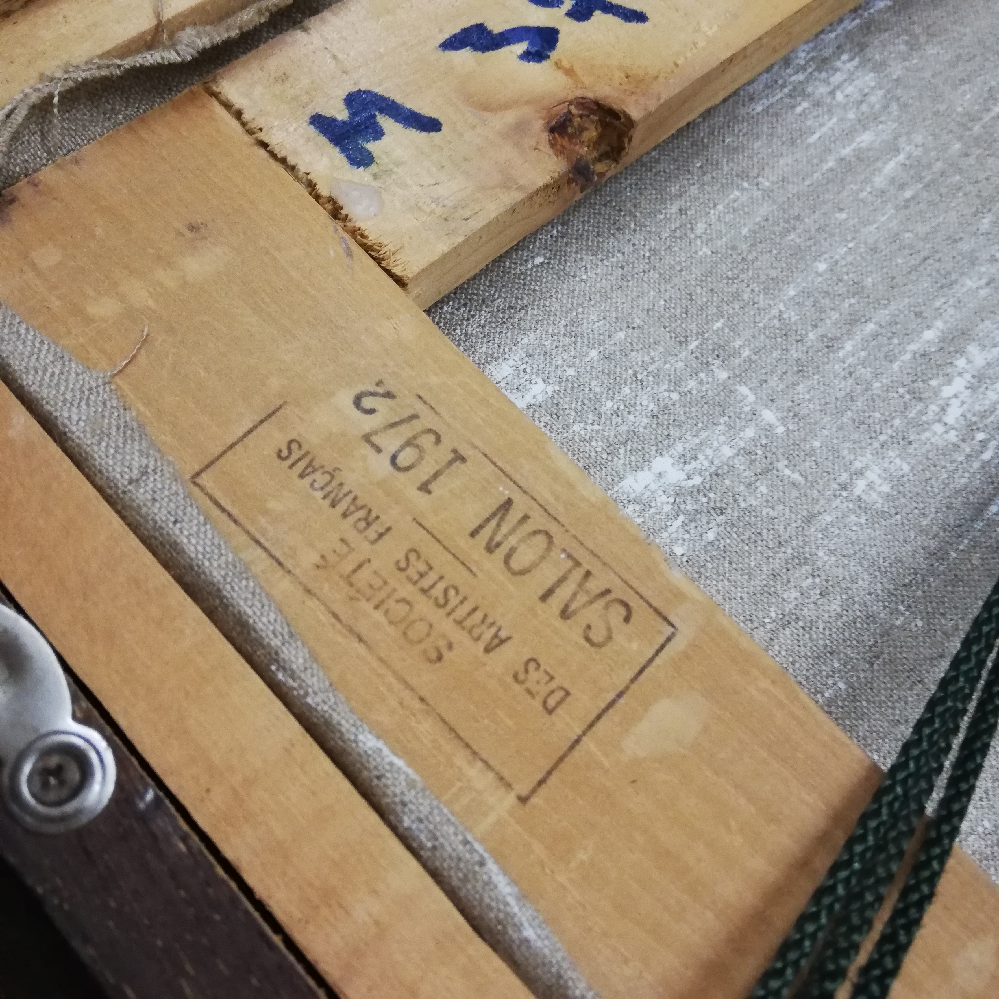 SOCIÉTÉ
DES ARTISTES FRANÇAIS
SALON 1972